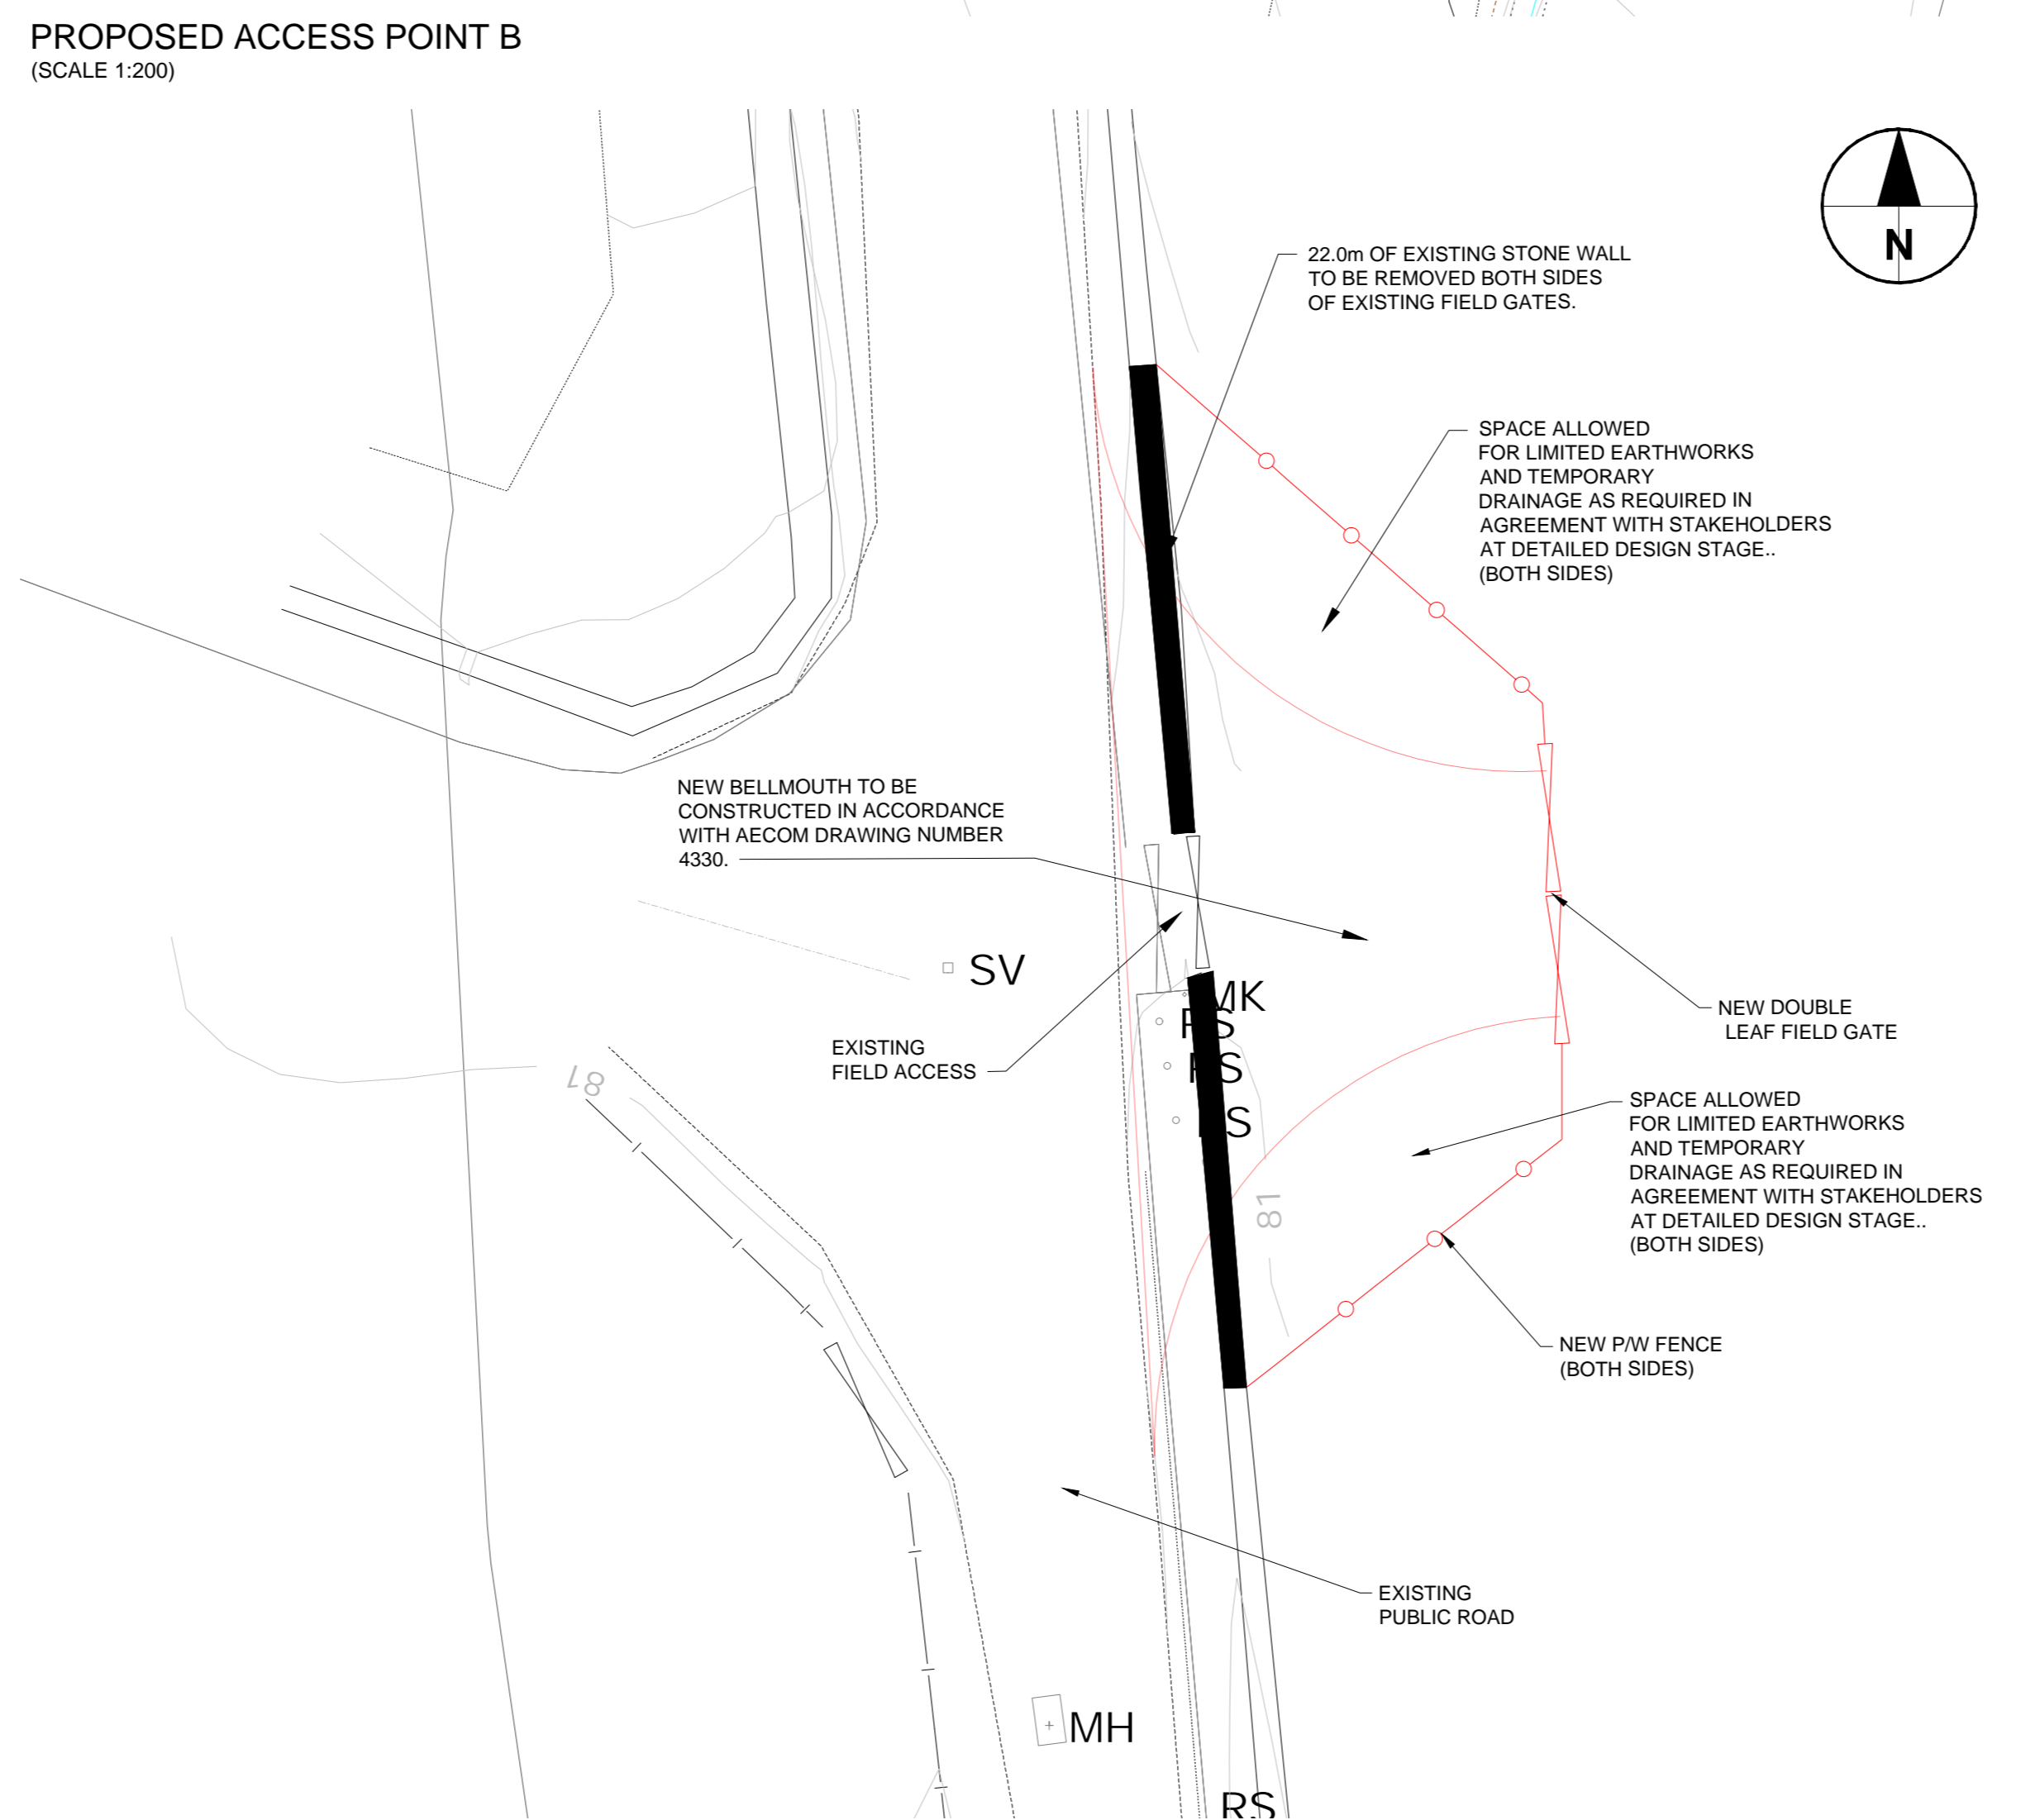 PROPOSED ACCESS POINT B
(SCALE 1:200)
N
22.0m OF EXISTING STONE WALL
TO BE REMOVED BOTH SIDES
OF EXISTING FIELD GATES.
SPACE ALLOWED
FOR LIMITED EARTHWORKS
AND TEMPORARY
DRAINAGE AS REQUIRED IN
AGREEMENT WITH STAKEHOLDERS
AT DETAILED DESIGN STAGE..
(BOTH SIDES)
NEW BELLMOUTH TO BE
CONSTRUCTED IN ACCORDANCE
WITH AECOM DRAWING NUMBER
4330.
SV
EXISTING
FIELD ACCESS
81
NEW DOUBLE
LEAF FIELD GATE
SPACE ALLOWED
FOR LIMITED EARTHWORKS
AND TEMPORARY
DRAINAGE AS REQUIRED IN
AGREEMENT WITH STAKEHOLDERS
AT DETAILED DESIGN STAGE..
(BOTH SIDES)
81
NEW P/W FENCE
(BOTH SIDES)
EXISTING
PUBLIC ROAD
MH
RS